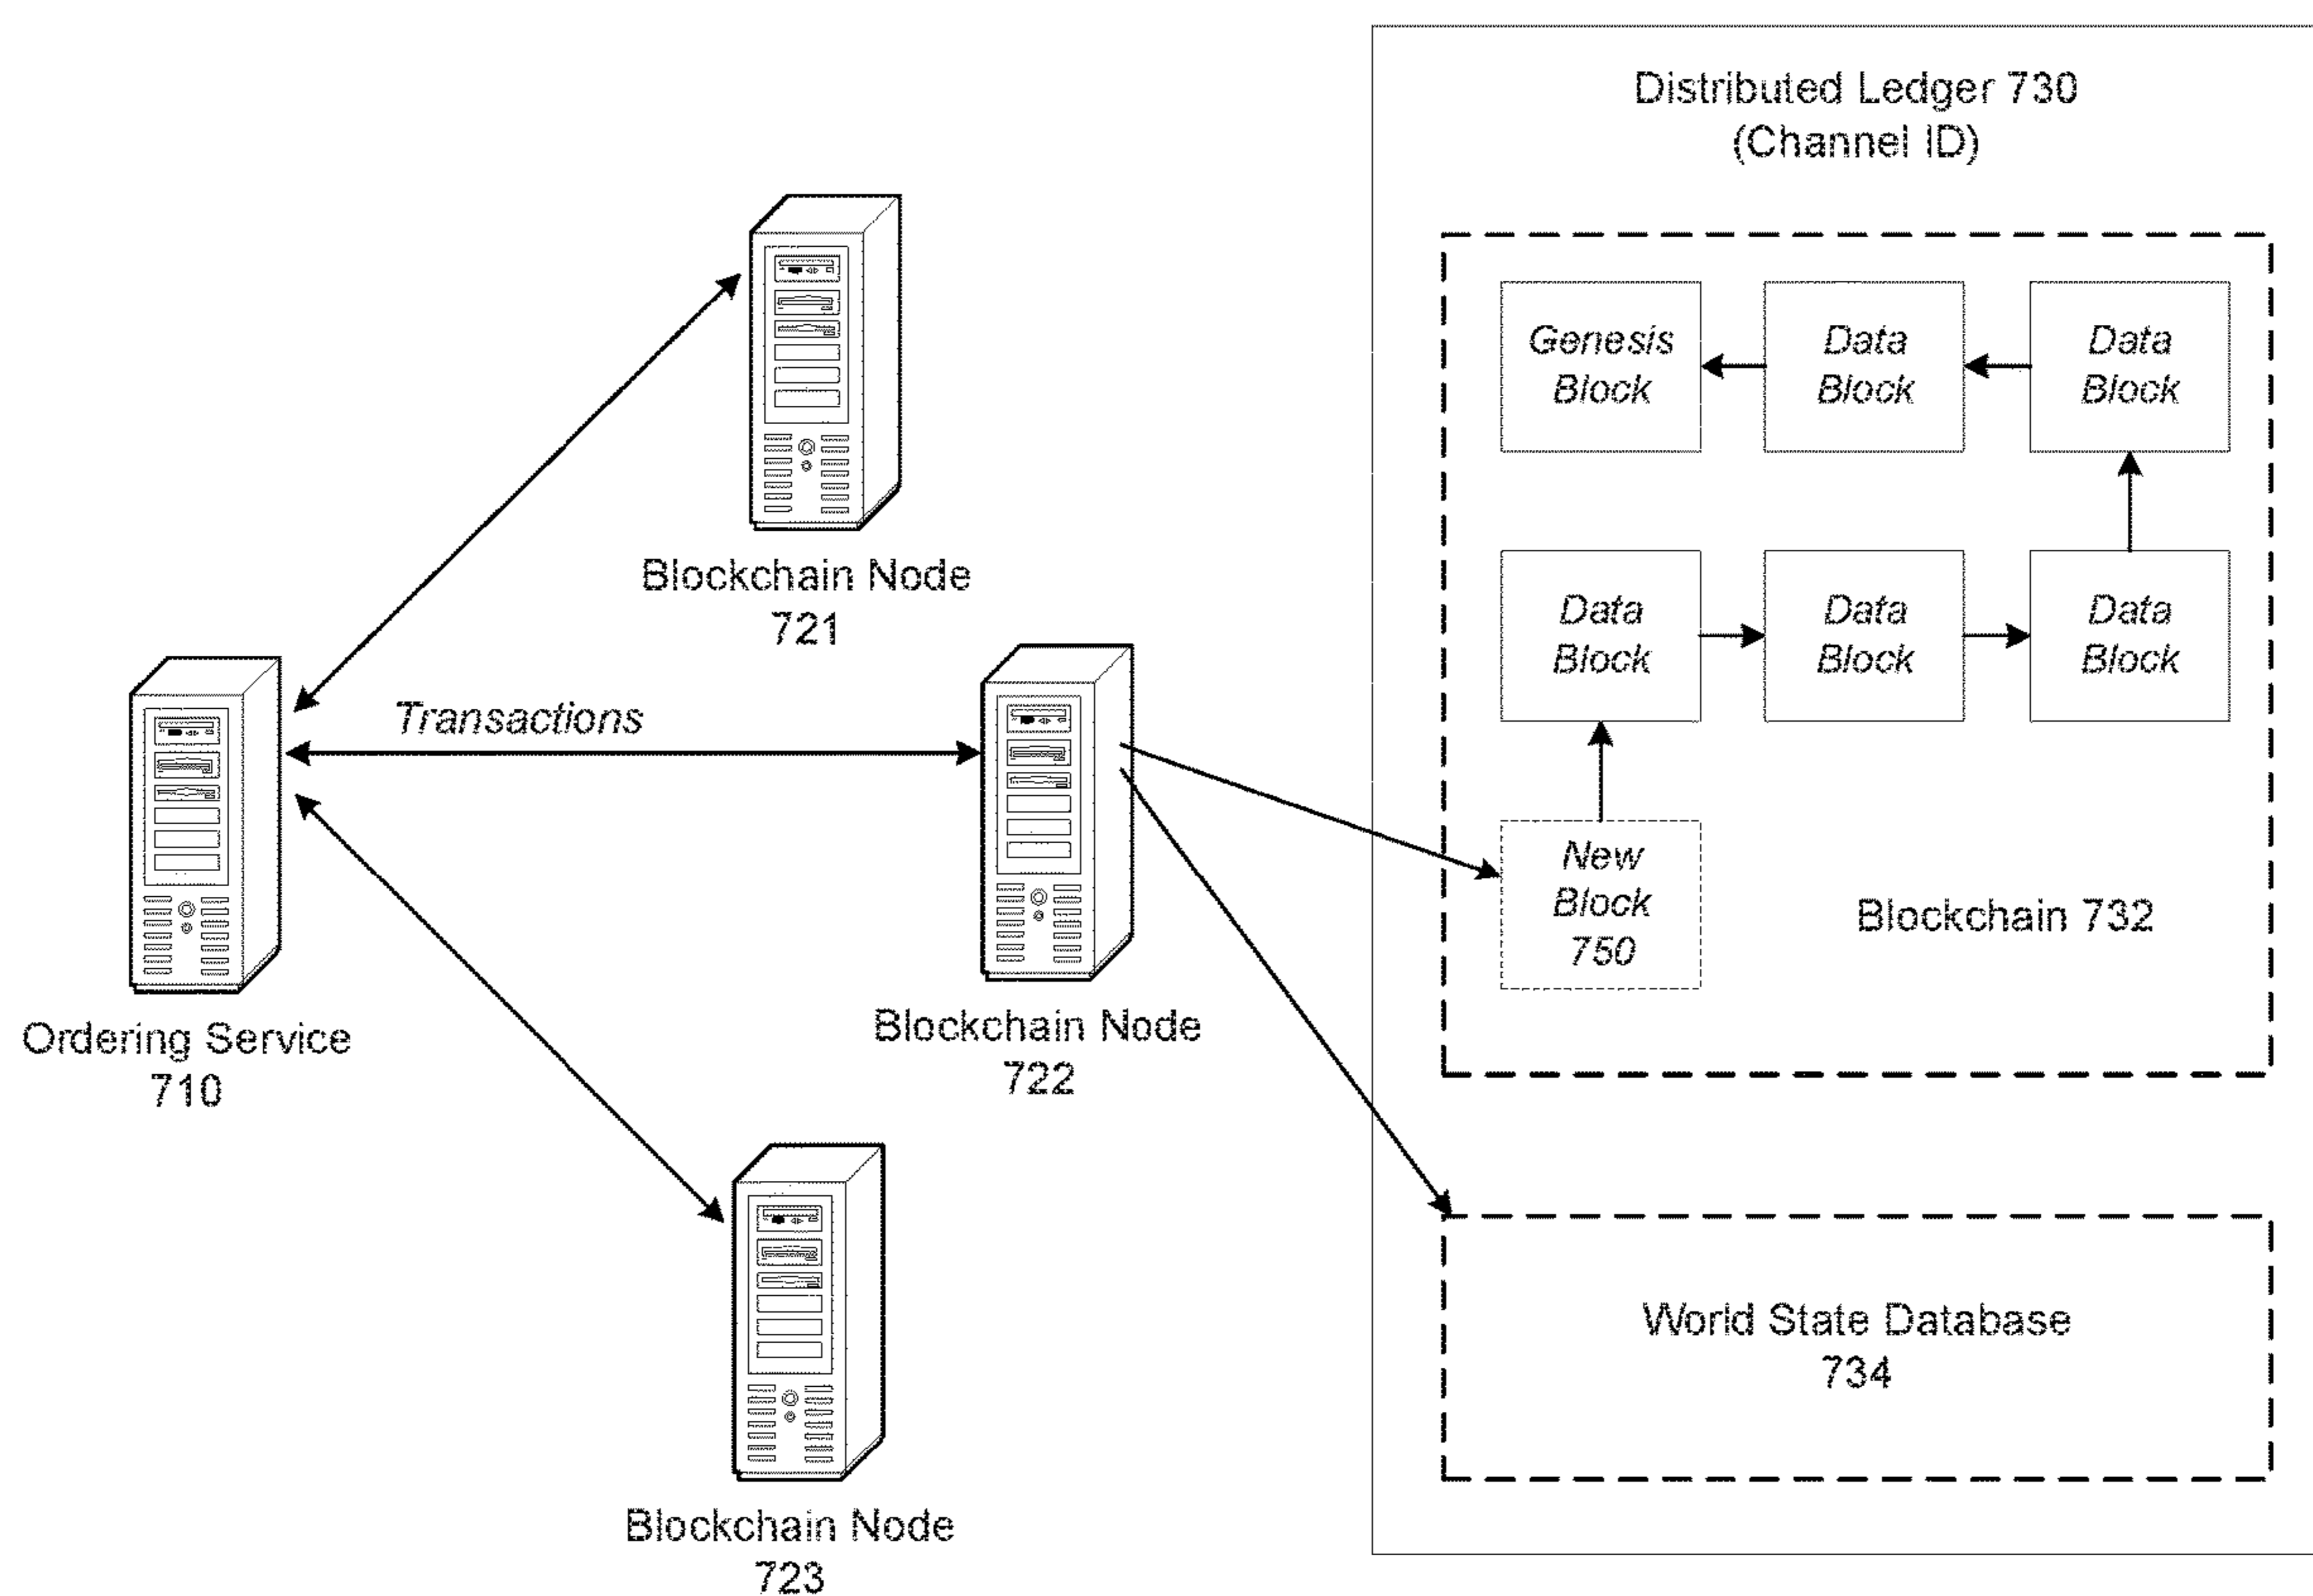 Distributed Ledger 730
(Channel ID)
Genesis
Block
Data
Block
Data
Block
Blockchain Node
721
Data
Block
Data
Block
Data
Block
Transactions
New
Block
750
Blockchain 732
Ordering Service
710
Blockchain Node
722
World State Database
734
Blockchain Node
723